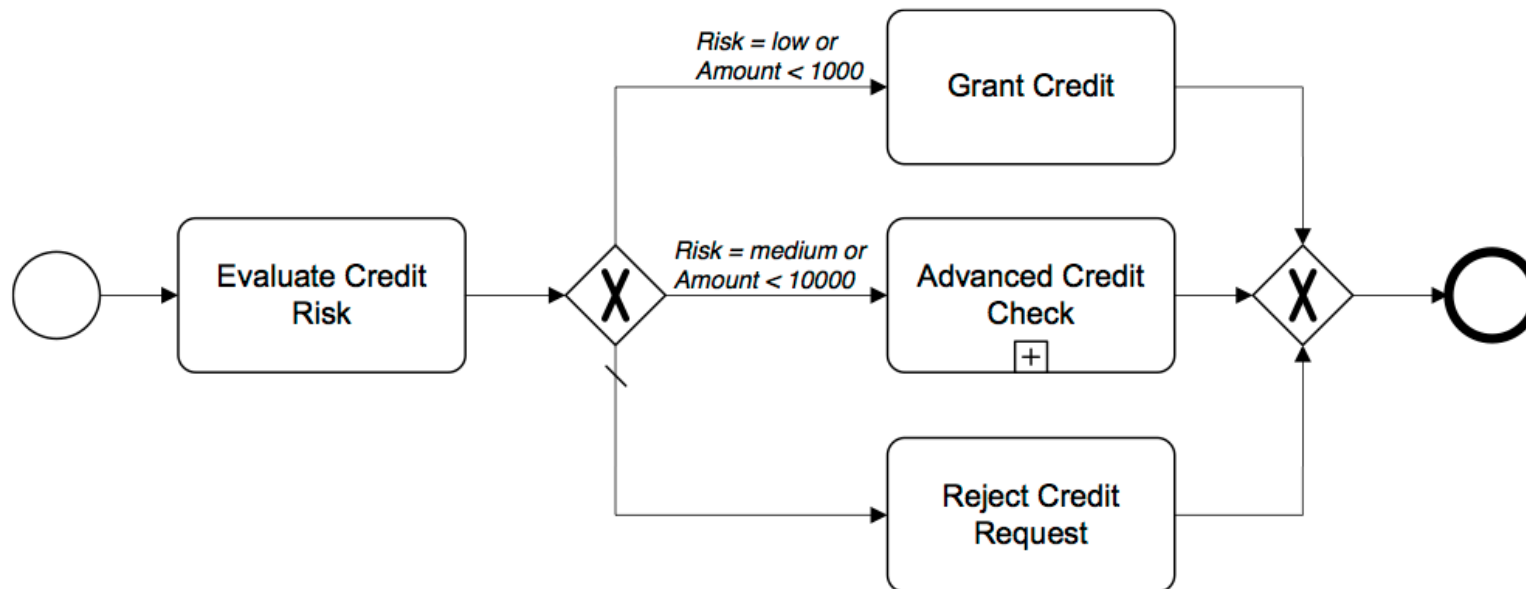 Risk = low or
Amount < 1000
Grant Credit
Evaluate Credit
Risk
Risk = medium or
Amount < 10000
Advanced Credit
Check
Reject Credit
Request